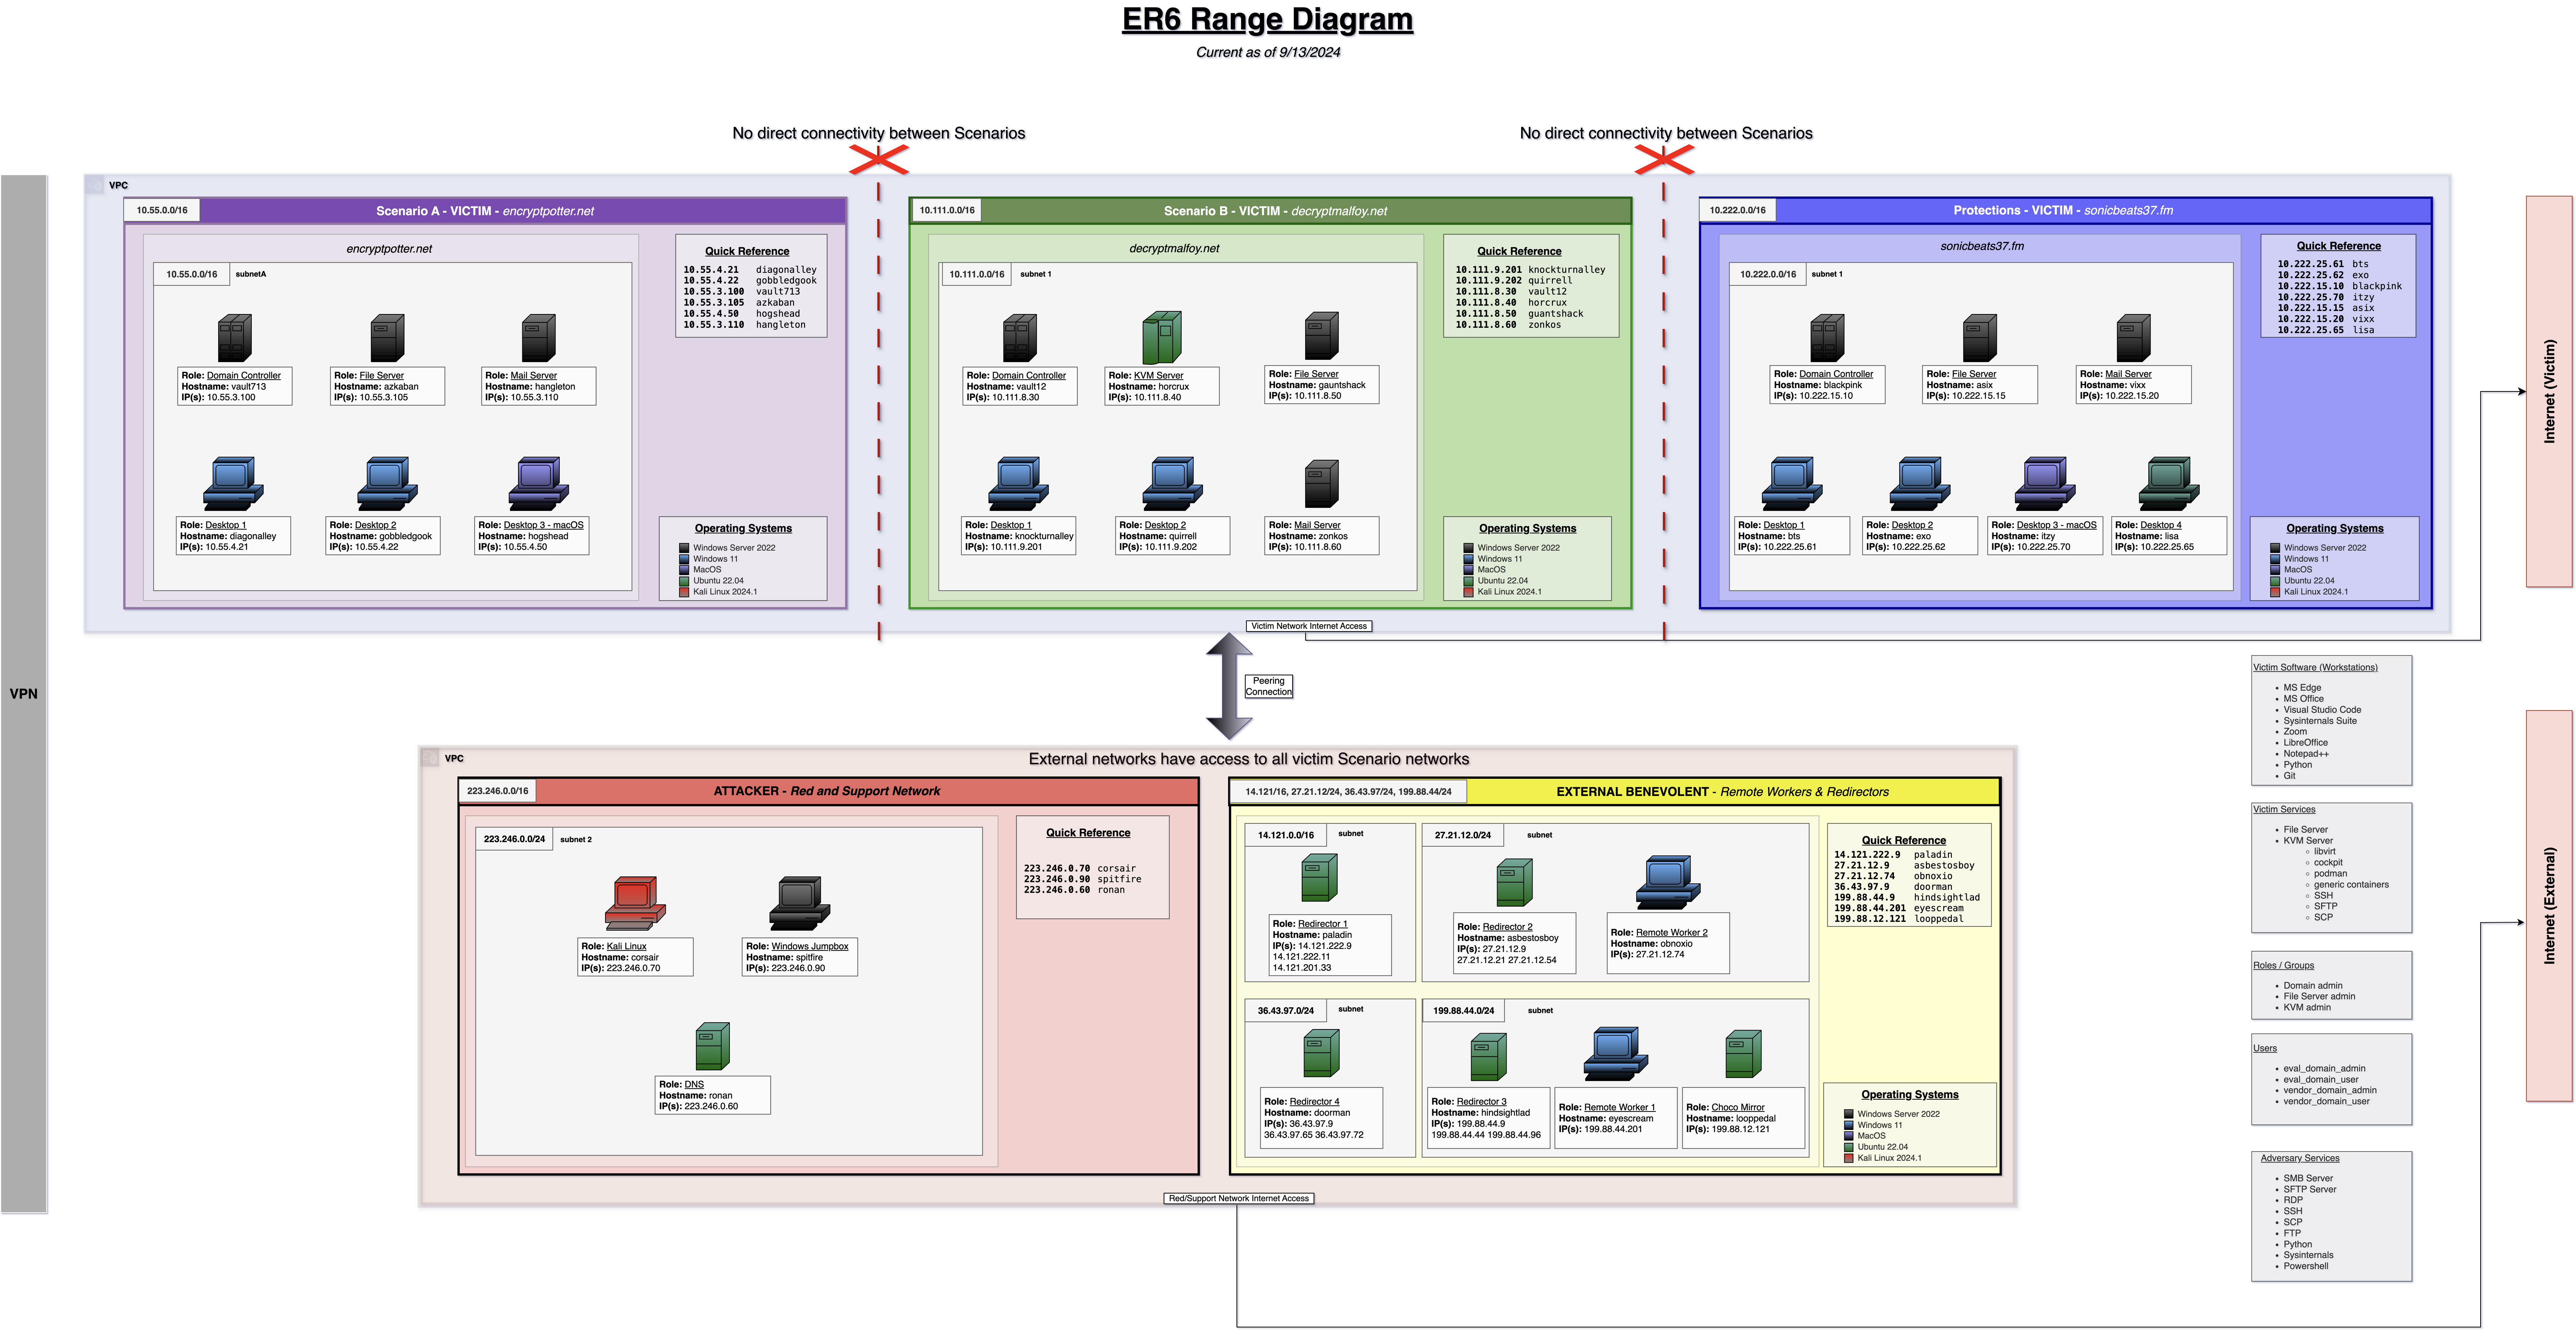 ER6 Range Diagram
Current as of 9/13/2024
No direct connectivity between Scenarios
No direct connectivity between Scenarios
VPN
VPC
10.55.0.0/16
Scenario A - VICTIM - encryptpotter.net
encryptpotter.net
10.55.0.0/16
subnetA
Role: Domain Controller
Hostname: vault713
IP(s): 10.55.3.100
Role: File Server
Hostname: azkaban
IP(s): 10.55.3.105
Role: Mail Server
Hostname: hangleton
IP(s): 10.55.3.110
Role: Desktop 1
Hostname: diagonalley
IP(s): 10.55.4.21
Role: Desktop 2
Hostname: gobbledgook
IP(s): 10.55.4.22
Role: Desktop 3 - macOS
Hostname: hogshead
IP(s): 10.55.4.50
Quick Reference
10.55.4.21 diagonalley
10.55.4.22 gobbledgook
10.55.3.100 vault713
10.55.3.105 azkaban
10.55.4.50 hogshead
10.55.3.110 hangleton
Operating Systems
Windows Server 2022
Windows 11
MacOS
Ubuntu 22.04
Kali Linux 2024.1
10.111.0.0/16
Scenario B - VICTIM - decryptmalfoy.net
decryptmalfoy.net
10.111.0.0/16
subnet 1
Role: Domain Controller
Hostname: vault12
IP(s): 10.111.8.30
Role: KVM Server
Hostname: horcrux
IP(s): 10.111.8.40
Role: File Server
Hostname: gauntshack
IP(s): 10.111.8.50
Role: Desktop 1
Hostname: knockturnalley
IP(s): 10.111.9.201
Role: Desktop 2
Hostname: quirrell
IP(s): 10.111.9.202
Role: Mail Server
Hostname: zonkos
IP(s): 10.111.8.60
Quick Reference
10.111.9.201 knockturnalley
10.111.9.202 quirrell
10.111.8.30 vault12
10.111.8.40 horcrux
10.111.8.50 guantshack
10.111.8.60 zonkos
Operating Systems
Windows Server 2022
Windows 11
MacOS
Ubuntu 22.04
Kali Linux 2024.1
10.222.0.0/16
Protections - VICTIM - sonicbeats37.fm
sonicbeats37.fm
10.222.0.0/16
subnet 1
Role: Domain Controller
Hostname: blackpink
IP(s): 10.222.15.10
Role: File Server
Hostname: asix
IP(s): 10.222.15.15
Role: Mail Server
Hostname: vixx
IP(s): 10.222.15.20
Role: Desktop 1
Hostname: bts
IP(s): 10.222.25.61
Role: Desktop 2
Hostname: exo
IP(s): 10.222.25.62
Role: Desktop 3 - macOS
Hostname: itzy
IP(s): 10.222.25.70
Role: Desktop 4
Hostname: lisa
IP(s): 10.222.25.65
Quick Reference
10.222.25.61 bts
10.222.25.62 exo
10.222.15.10 blackpink
10.222.25.70 itzy
10.222.15.15 asix
10.222.15.20 vixx
10.222.25.65 lisa
Operating Systems
Windows Server 2022
Windows 11
MacOS
Ubuntu 22.04
Kali Linux 2024.1
Internet (Victim)
Victim Network Internet Access
Peering
Connection
VPC
External networks have access to all victim Scenario networks
223.246.0.0/16
ATTACKER - Red and Support Network
223.246.0.0/24
subnet 2
Role: Kali Linux
Hostname: corsair
IP(s): 223.246.0.70
Role: Windows Jumpbox
Hostname: spitfire
IP(s): 223.246.0.90
Role: DNS
Hostname: ronan
IP(s): 223.246.0.60
Quick Reference
223.246.0.70 corsair
223.246.0.90 spitfire
223.246.0.60 ronan
14.121/16, 27.21.12/24, 36.43.97/24, 199.88.44/24
EXTERNAL BENEVOLENT - Remote Workers & Redirectors
14.121.0.0/16
subnet
Role: Redirector 1
Hostname: paladin
IP(s): 14.121.222.9
14.121.222.11
14.121.201.33
27.21.12.0/24
subnet
Role: Redirector 2
Hostname: asbestosboy
IP(s): 27.21.12.9
27.21.12.21 27.21.12.54
Role: Remote Worker 2
Hostname: obnoxio
IP(s): 27.21.12.74
36.43.97.0/24
subnet
Role: Redirector 4
Hostname: doorman
IP(s): 36.43.97.9
36.43.97.65 36.43.97.72
199.88.44.0/24
subnet
Role: Redirector 3
Hostname: hindsightlad
IP(s): 199.88.44.9
199.88.44.44 199.88.44.96
Role: Remote Worker 1
Hostname: eyescream
IP(s): 199.88.44.201
Role: Choco Mirror
Hostname: looppedal
IP(s): 199.88.12.121
Quick Reference
14.121.222.9 paladin
27.21.12.9 asbestosboy
27.21.12.74 obnoxio
36.43.97.9 doorman
199.88.44.9 hindsightlad
199.88.44.201 eyescream
199.88.12.121 looppedal
Operating Systems
Windows Server 2022
Windows 11
MacOS
Ubuntu 22.04
Kali Linux 2024.1
Red/Support Network Internet Access
Victim Software (Workstations)
MS Edge
MS Office
Visual Studio Code
Sysinternals Suite
Zoom
LibreOffice
Notepad++
Python
Git
Victim Services
File Server
KVM Server
libvirt
cockpit
podman
generic containers
SSH
SFTP
SCP
Roles / Groups
Domain admin
File Server admin
KVM admin
Users
eval_domain_admin
eval_domain_user
vendor_domain_admin
vendor_domain_user
Adversary Services
SMB Server
SFTP Server
RDP
SSH
SCP
FTP
Python
Sysinternals
Powershell
Internet (External)